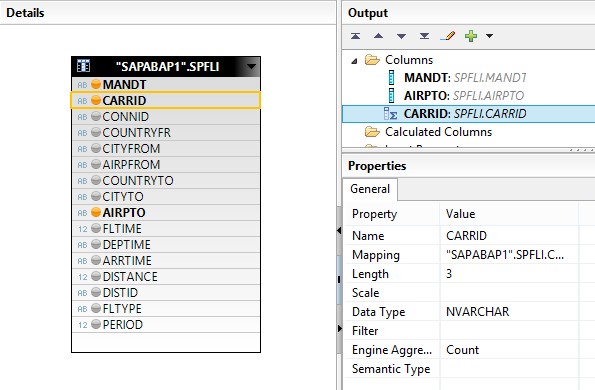 Details
"SAPABAP1".SPFLI
AB MANDT
AB CARRID
AB CONNID
AB COUNTRYFR
AB CITYFROM
AB AIRPFROM
AB COUNTRYTO
AB CITYTO
AB AIRPTO
12 FLTIME
AB DEPTIME
AB ARRTIME
12 DISTANCE
AB DISTID
AB FLTYPE
12 PERIOD
Output
Columns
MANDT: SPFLI.MANDT
AIRPTO: SPFLI.AIRPTO
CARRID: SPFLI.CARRID
Calculated Columns
Properties
General
Property Value
Name CARRID
Mapping "SAPABAP1".SPFLI.C...
Length 3
Scale
Data Type NVARCHAR
Filter
Engine Aggre... Count
Semantic Type